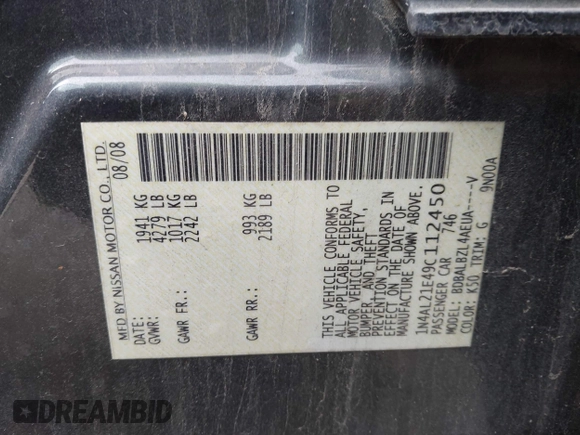 MFD BY NISSAN MOTOR CO., LTD.
DATE: 08/08
GVWR: 1941 KG
4279 LB
GAWR FR: 1017 KG
2242 LB
GAWR RR: 993 KG
2189 LB
THIS VEHICLE CONFORMS TO
ALL APPLICABLE FEDERAL
MOTOR VEHICLE SAFETY,
BUMPER, AND THEFT
PREVENTION STANDARDS IN
EFFECT ON THE DATE OF
MANUFACTURE SHOWN ABOVE.
1N4AL21E49C112450
PASSENGER CAR 746
MODEL: BDBALBZL4AEUA----V
COLOR: K50 TRIM: G 9N00A
DREAMBID